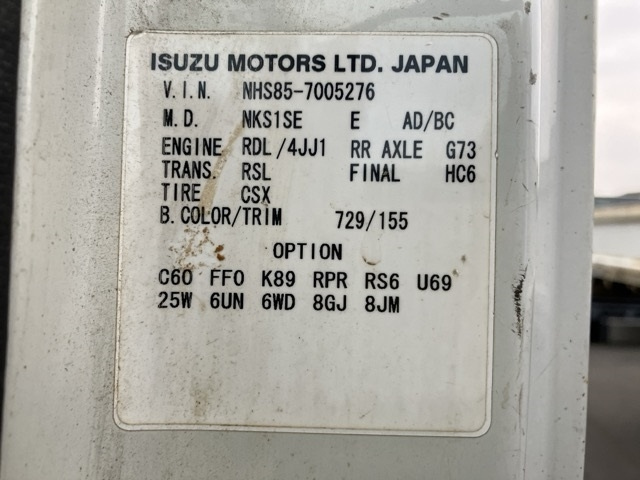 ISUZU MOTORS LTD. JAPAN
V.I.N. NHS85-7005276
M.D. NKS1SE E AD/BC
ENGINE RDL/4JJ1 RR AXLE G73
TRANS. RSL FINAL HC6
TIRE CSX
B.COLOR/TRIM 729/155
OPTION
C60 FF0 K89 RPR RS6 U69
25W 6UN 6WD 8GJ 8JM